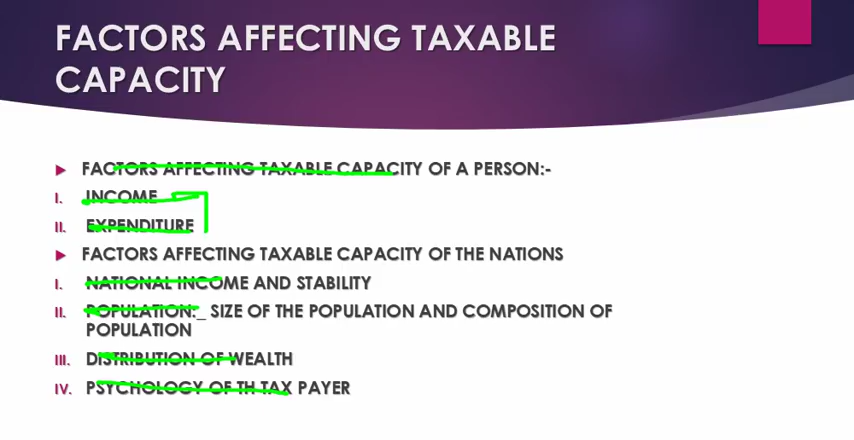 FACTORS AFFECTING TAXABLE
CAPACITY
FACTORS AFFECTING TAXABLE CAPACITY OF A PERSON:-
I. INCOME
II. EXPENDITURE
FACTORS AFFECTING TAXABLE CAPACITY OF THE NATIONS
I. NATIONAL INCOME AND STABILITY
II. POPULATION:_ SIZE OF THE POPULATION AND COMPOSITION OF
POPULATION
III. DISTRIBUTION OF WEALTH
IV. PSYCHOLOGY OF TH TAX PAYER